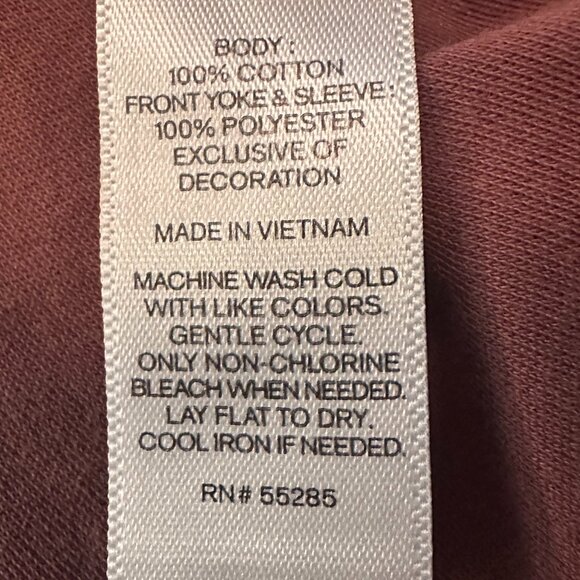 BODY:
100% COTTON
FRONT YOKE & SLEEVE:
100% POLYESTER
EXCLUSIVE OF
DECORATION
MADE IN VIETNAM
MACHINE WASH COLD
WITH LIKE COLORS.
GENTLE CYCLE.
ONLY NON-CHLORINE
BLEACH WHEN NEEDED.
LAY FLAT TO DRY.
COOL IRON IF NEEDED.
RN# 55285